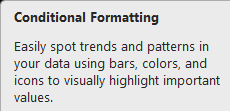 Conditional Formatting
Easily spot trends and patterns in
your data using bars, colors, and
icons to visually highlight important
values.